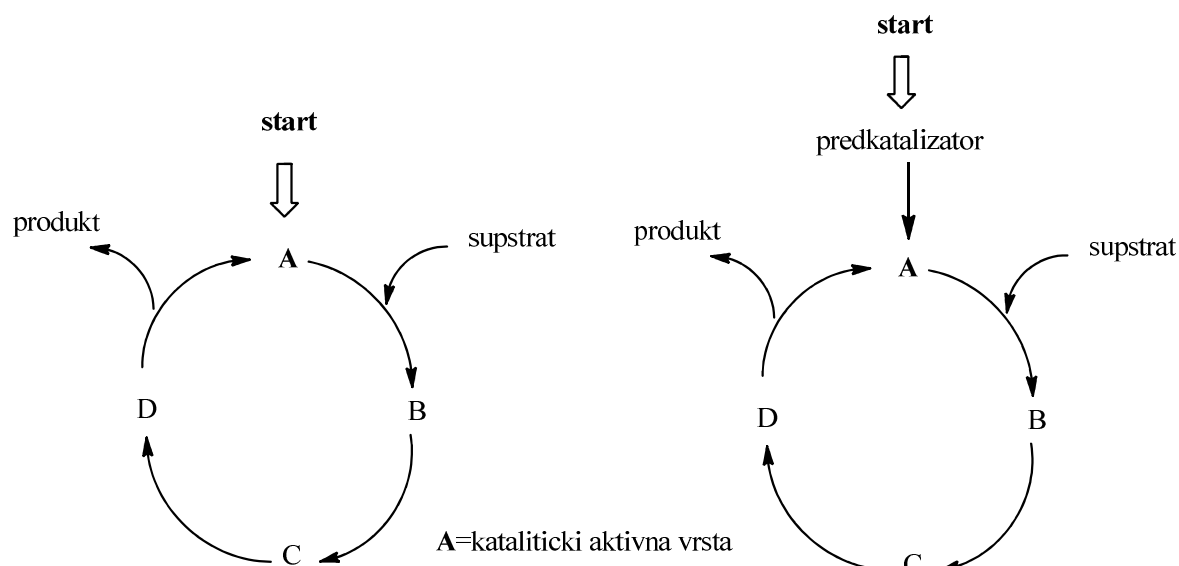 start
produkt
A
supstrat
D
B
C
A=kataliticki aktivna vrsta
start
predkatalizator
produkt
A
supstrat
D
B
C